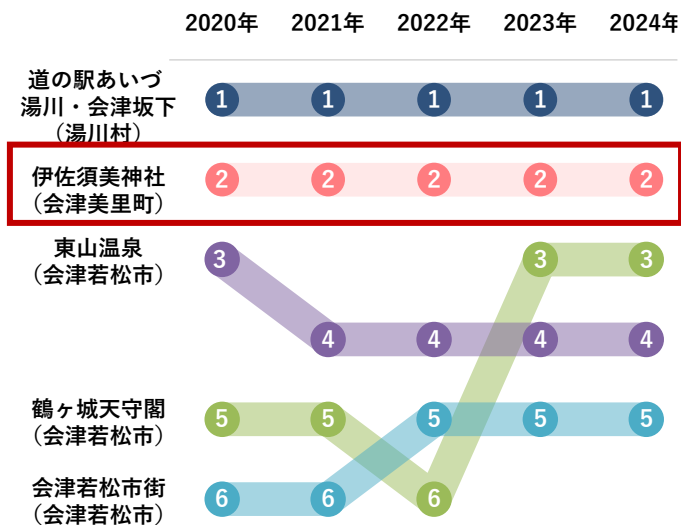 2020年 2021年 2022年 2023年 2024年
道の駅あいづ
湯川・会津坂下
（湯川村）
1 1 1 1 1
伊佐須美神社
（会津美里町）
2 2 2 2 2
東山温泉
（会津若松市）
3 3 3
4 4 4 4
鶴ヶ城天守閣
（会津若松市）
5 5 5 5 5
会津若松市街
（会津若松市）
6 6 6